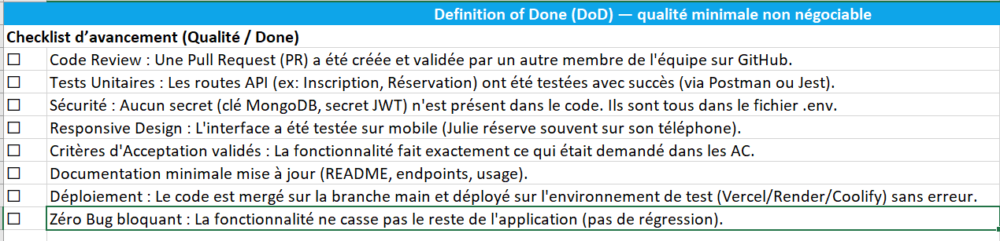 Definition of Done (DoD) — qualité minimale non négociable
Checklist d’avancement (Qualité / Done)
☐ Code Review : Une Pull Request (PR) a été créée et validée par un autre membre de l'équipe sur GitHub.
☐ Tests Unitaires : Les routes API (ex: Inscription, Réservation) ont été testées avec succès (via Postman ou Jest).
☐ Sécurité : Aucun secret (clé MongoDB, secret JWT) n'est présent dans le code. Ils sont tous dans le fichier .env.
☐ Responsive Design : L'interface a été testée sur mobile (Julie réserve souvent sur son téléphone).
☐ Critères d'Acceptation validés : La fonctionnalité fait exactement ce qui était demandé dans les AC.
☐ Documentation minimale mise à jour (README, endpoints, usage).
☐ Déploiement : Le code est mergé sur la branche main et déployé sur l'environnement de test (Vercel/Render/Coolify) sans erreur.
☐ Zéro Bug bloquant : La fonctionnalité ne casse pas le reste de l'application (pas de régression).